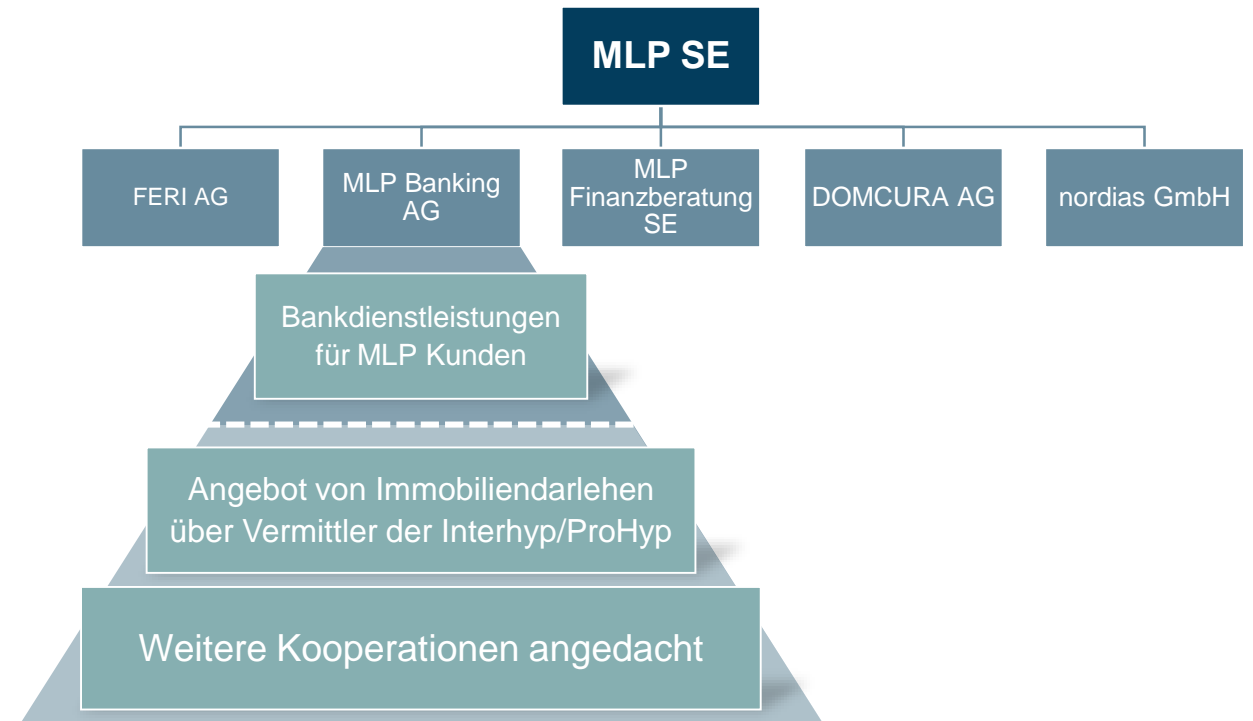 MLP SE
FERI AG
MLP Banking
AG
MLP
Finanzberatung
SE
DOMCURA AG
nordias GmbH
Bankdienstleistungen
für MLP Kunden
Angebot von Immobiliendarlehen
über Vermittler der Interhyp/ProHyp
Weitere Kooperationen angedacht